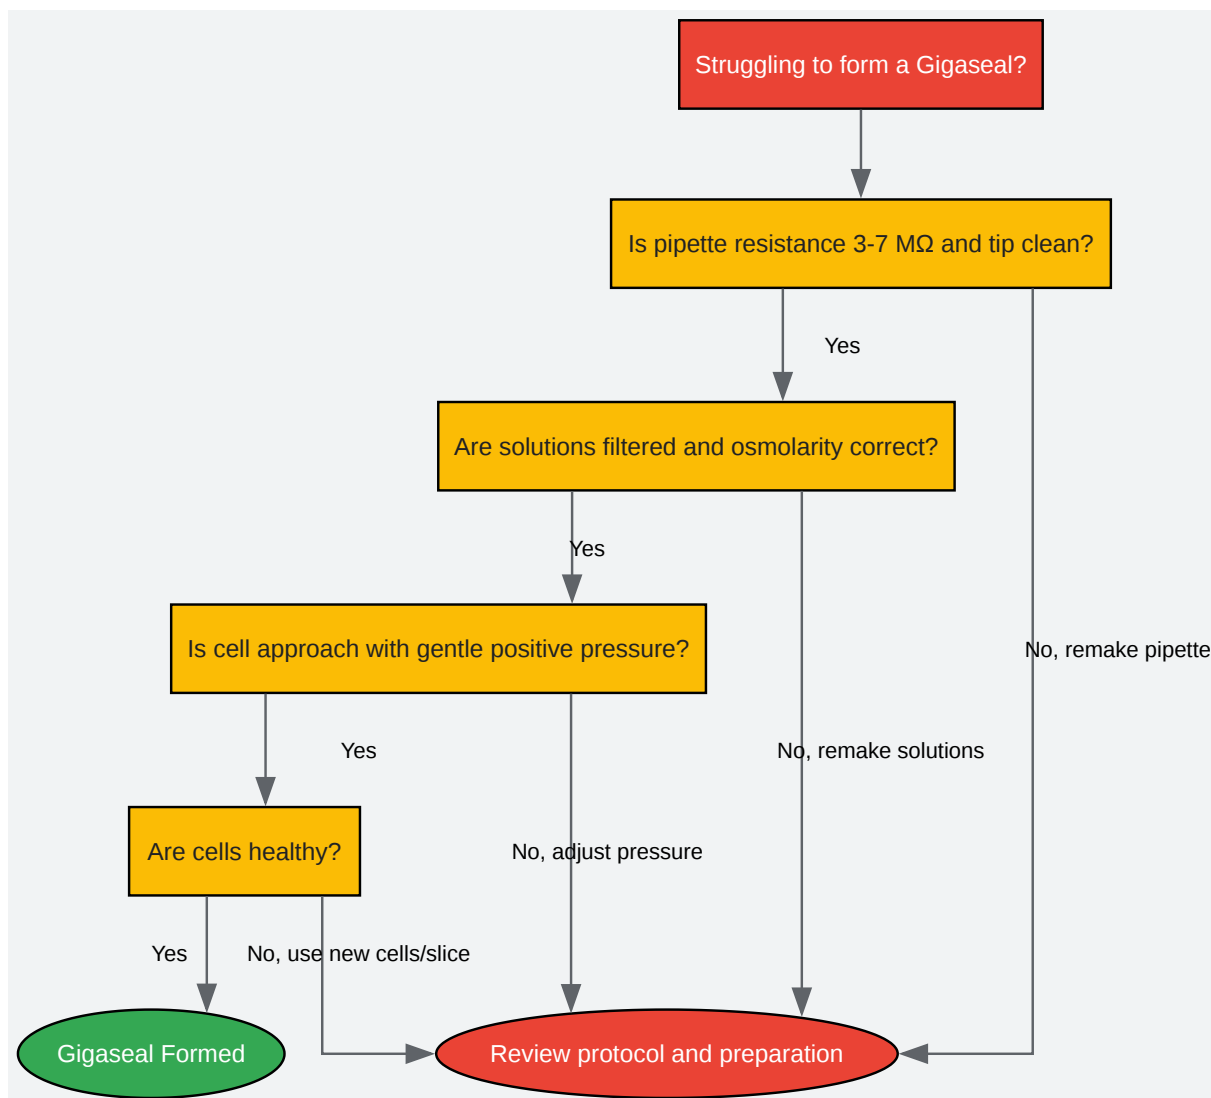 Struggling to form a Gigaseal?
Is pipette resistance 3-7 MΩ and tip clean?
Yes
Are solutions filtered and osmolarity correct?
Yes
Is cell approach with gentle positive pressure?
No, remake pipette
Yes
No, remake solutions
Are cells healthy?
No, adjust pressure
Yes
No, use new cells/slice
Gigaseal Formed
Review protocol and preparation